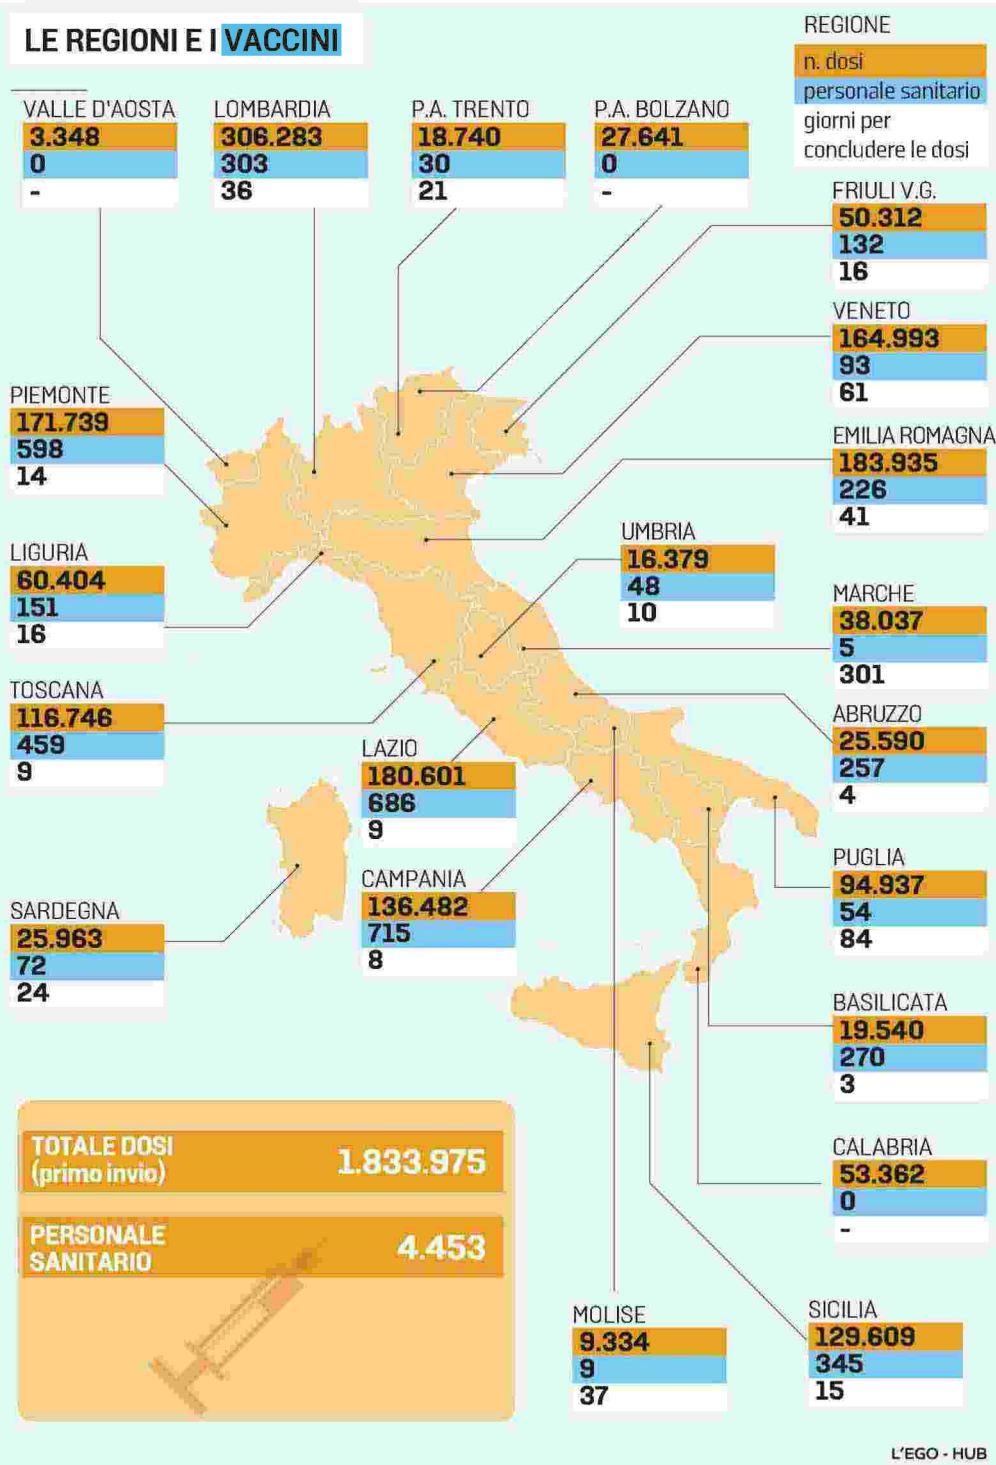 LE REGIONI E I VACCINI
REGIONE
n. dosi
personale sanitario
giorni per
concludere le dosi
VALLE D'AOSTA
3.348
0
-
LOMBARDIA
306.283
303
36
P.A. TRENTO
18.740
30
21
P.A. BOLZANO
27.641
0
-
FRIULI V.G.
50.312
132
16
VENETO
164.993
93
61
PIEMONTE
171.739
598
14
EMILIA ROMAGNA
183.935
226
41
UMBRIA
16.379
48
10
LIGURIA
60.404
151
16
MARCHE
38.037
5
301
TOSCANA
116.746
459
9
ABRUZZO
25.590
257
4
LAZIO
180.601
686
9
CAMPANIA
136.482
715
8
PUGLIA
94.937
54
84
SARDEGNA
25.963
72
24
BASILICATA
19.540
270
3
CALABRIA
53.362
0
-
TOTALE DOSI
(primo invio)
1.833.975
PERSONALE
SANITARIO
4.453
MOLISE
9.334
9
37
SICILIA
129.609
345
15
L'EGO - HUB